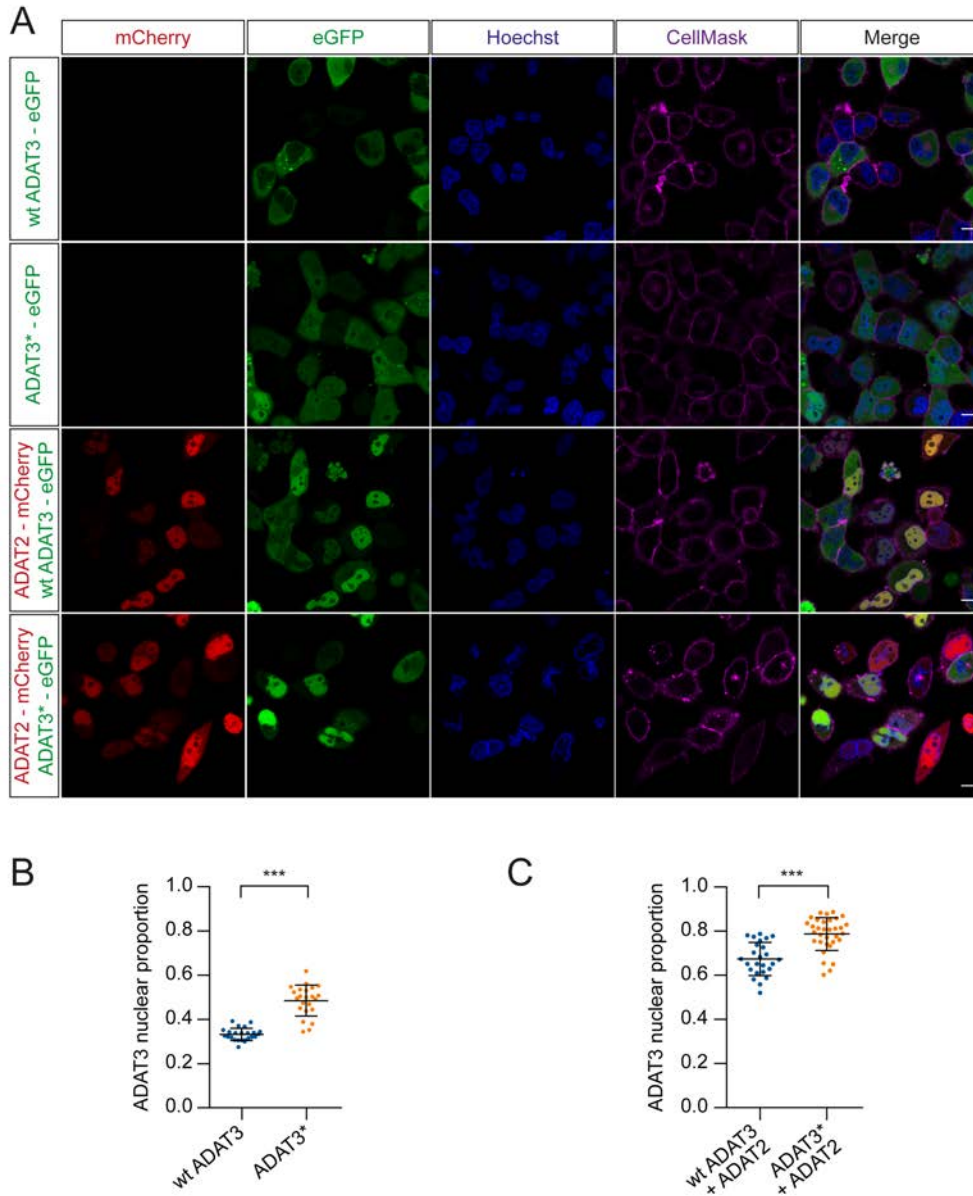 A
mCherry
eGFP
Hoechst
CellMask
Merge
wt ADAT3 - eGFP
ADAT3* - eGFP
ADAT2 - mCherry
wt ADAT3 - eGFP
ADAT2 - mCherry
ADAT3* - eGFP
B
***
ADAT3 nuclear proportion
1.0
0.8
0.6
0.4
0.2
0.0
wt ADAT3
ADAT3*
C
***
ADAT3 nuclear proportion
1.0
0.8
0.6
0.4
0.2
0.0
wt ADAT3
+ ADAT2
ADAT3*
+ ADAT2